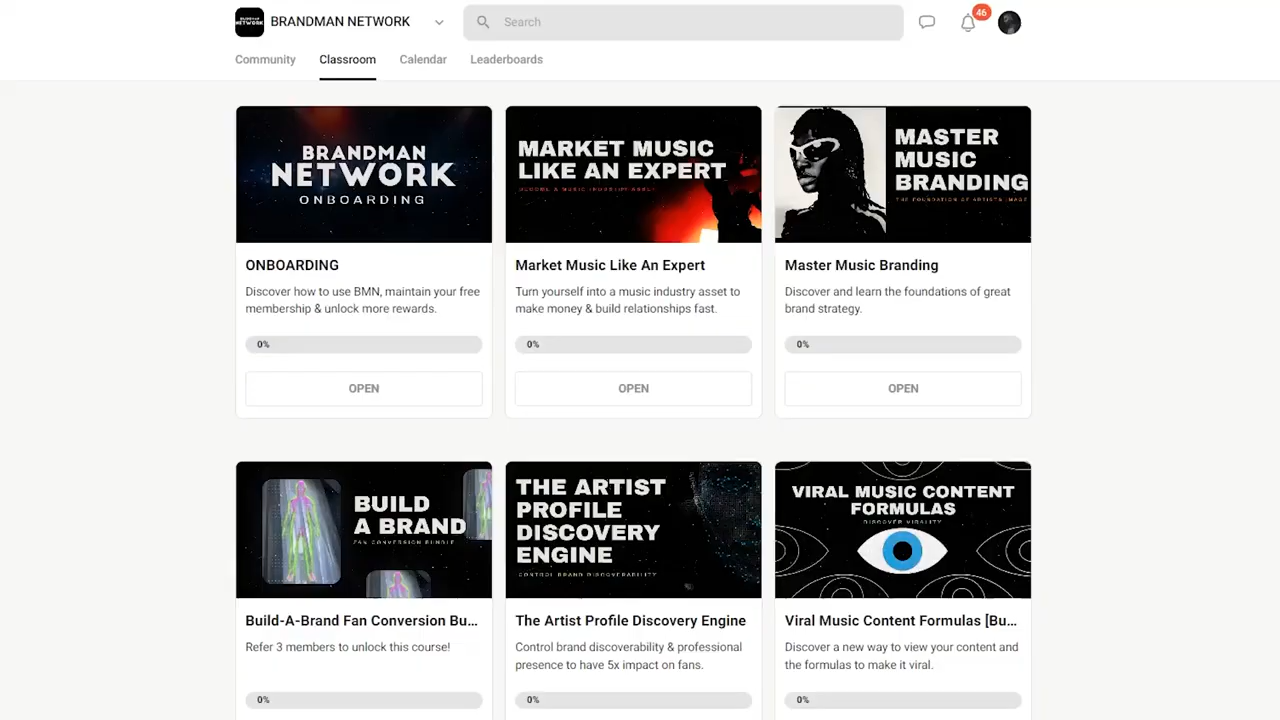 BRANDMAN NETWORK
Search
46
Community
Classroom
Calendar
Leaderboards
BRANDMAN
NETWORK
ONBOARDING
MARKET MUSIC
LIKE AN EXPERT
BECOME A MUSIC INDUSTRY ASSET
MASTER
MUSIC
BRANDING
THE FOUNDATION OF ARTISTS IMAGE
ONBOARDING
Discover how to use BMN, maintain your free
membership & unlock more rewards.
0%
OPEN
Market Music Like An Expert
Turn yourself into a music industry asset to
make money & build relationships fast.
0%
OPEN
Master Music Branding
Discover and learn the foundations of great
brand strategy.
0%
OPEN
BUILD
A BRAND
FAN CONVERSION BUNDLE
THE ARTIST
PROFILE
DISCOVERY
ENGINE
CONTROL BRAND DISCOVERABILITY
VIRAL MUSIC CONTENT
FORMULAS
DISCOVER VIRALITY
Build-A-Brand Fan Conversion Bu...
Refer 3 members to unlock this course!
0%
The Artist Profile Discovery Engine
Control brand discoverability & professional
presence to have 5x impact on fans.
0%
Viral Music Content Formulas [Bu...
Discover a new way to view your content and
the formulas to make it viral.
0%